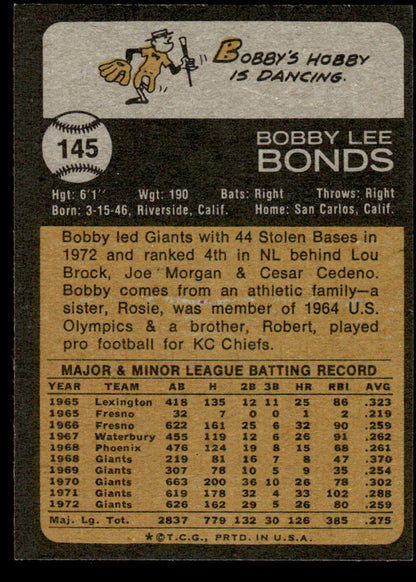 BOBBY'S HOBBY
IS DANCING.
145
BOBBY LEE
BONDS
Hgt: 6'1" Wgt: 190 Bats: Right Throws: Right
Born: 3-15-46, Riverside, Calif. Home: San Carlos, Calif.
Bobby led Giants with 44 Stolen Bases in
1972 and ranked 4th in NL behind Lou
Brock, Joe Morgan & Cesar Cedeno.
Bobby comes from an athletic family—a
sister, Rosie, was member of 1964 U.S.
Olympics & a brother, Robert, played
pro football for KC Chiefs.
MAJOR & MINOR LEAGUE BATTING RECORD
YEAR TEAM AB H 2B 3B HR RBI AVG
1965 Lexington 418 135 12 11 25 86 .323
1965 Fresno 32 7 0 0 1 2 .219
1966 Fresno 622 161 25 6 32 90 .259
1967 Waterbury 455 119 12 6 26 91 .262
1968 Phoenix 476 124 19 8 15 68 .261
1968 Giants 219 81 16 7 8 47 .370
1969 Giants 307 78 10 5 9 35 .254
1970 Giants 663 200 36 10 26 78 .302
1971 Giants 619 178 32 4 33 102 .288
1972 Giants 626 162 29 5 26 80 .259
Maj. Lg. Tot. 2837 779 132 30 126 385 .275
*©T.C.G., PRTD. IN U.S.A.